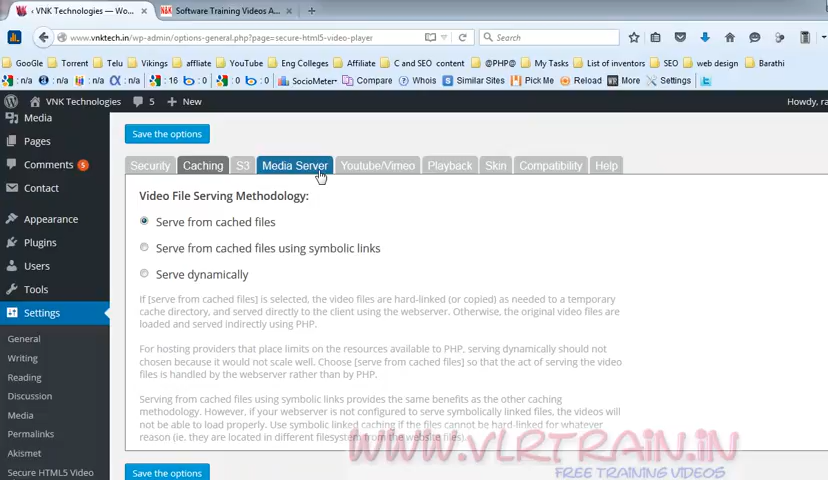 ‹ VNK Technologies — Wo... ×
Software Training Videos A... ×
+
www.vnktech.in/wp-admin/options-general.php?page=secure-html5-video-player
Search
GooGle Torrent Telu Vikings affliate YouTube Eng Colleges Affiliate C and SEO content @PHP@ My Tasks List of inventors SEO web design Barathi
: n/a : n/a : n/a : n/a : 16 : 0 : 0 SocioMeter Compare Whois Similar Sites Pick Me Reload More Settings
VNK Technologies 5 New
Howdy, ra
Media
Pages
Comments 5
Contact
Appearance
Plugins
Users
Tools
Settings
General
Writing
Reading
Discussion
Media
Permalinks
Akismet
Secure HTML5 Video
Save the options
Security Caching S3 Media Server Youtube/Vimeo Playback Skin Compatibility Help
Video File Serving Methodology:
Serve from cached files
Serve from cached files using symbolic links
Serve dynamically
If [serve from cached files] is selected, the video files are hard-linked (or copied) as needed to a temporary
cache directory, and served directly to the client using the webserver. Otherwise, the original video files are
loaded and served indirectly using PHP.
For hosting providers that place limits on the resources available to PHP, serving dynamically should not
chosen because it would not scale well. Choose [serve from cached files] so that the act of serving the video
files is handled by the webserver rather than by PHP.
Serving from cached files using symbolic links provides the same benefits as the other caching
methodology. However, if your webserver is not configured to serve symbolically linked files, the videos will
not be able to load properly. Use symbolic linked caching if the files cannot be hard-linked for whatever
reason (ie. they are located in different filesystem from the website files).
WWW.VLRTRAIN.IN
FREE TRAINING VIDEOS
Save the options